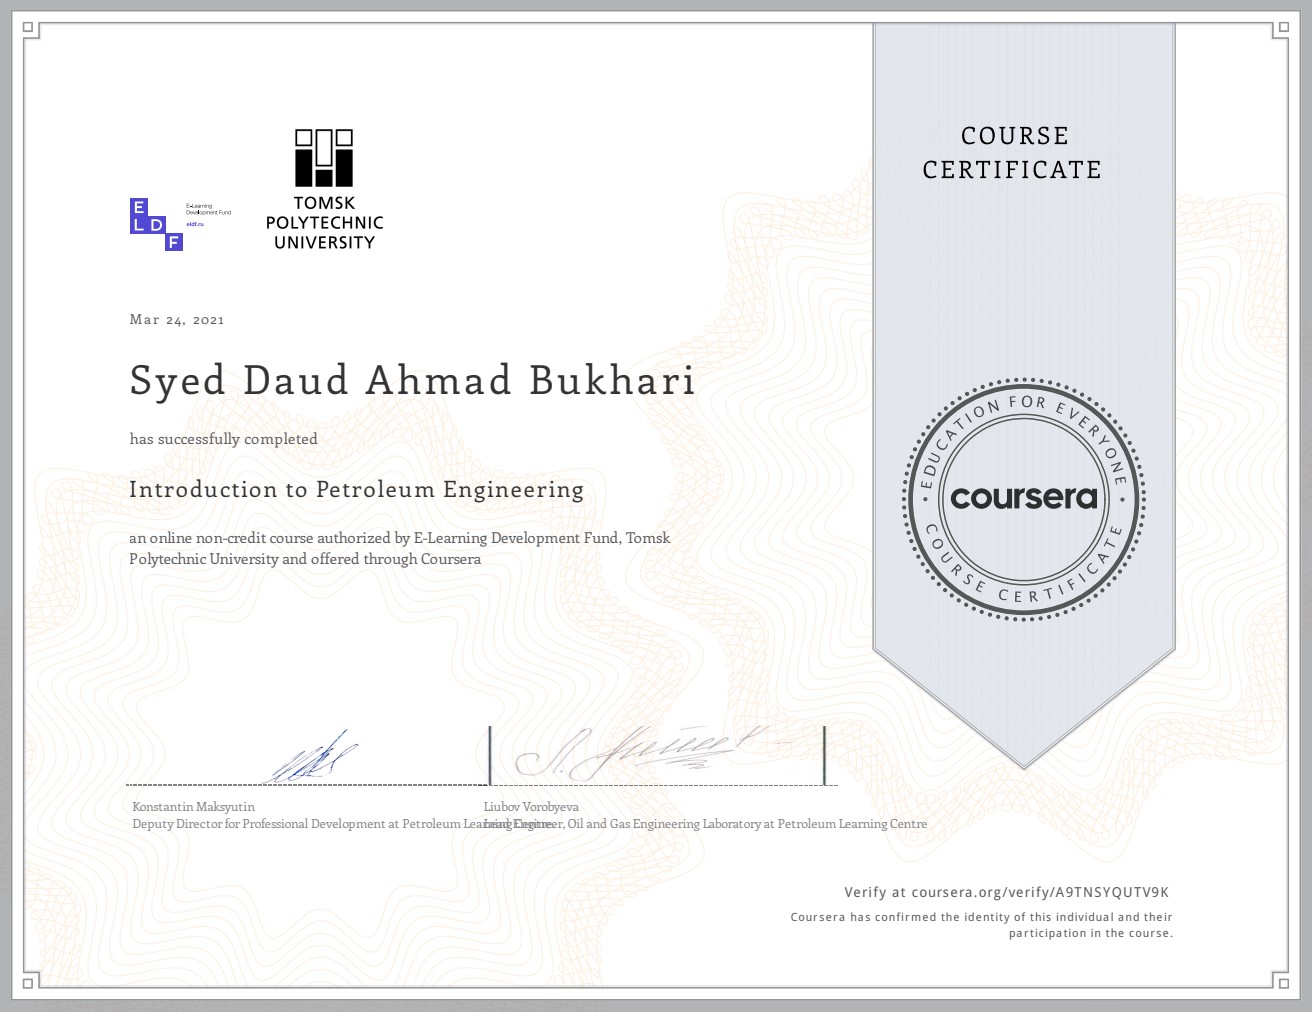 COURSE
CERTIFICATE
E
L D
F
E-Learning
Development Fund
eldf.ru
TOMSK
POLYTECHNIC
UNIVERSITY
Mar 24, 2021
Syed Daud Ahmad Bukhari
has successfully completed
Introduction to Petroleum Engineering
an online non-credit course authorized by E-Learning Development Fund, Tomsk
Polytechnic University and offered through Coursera
EDUCATION FOR EVERYONE
coursera
COURSE CERTIFICATE
Konstantin Maksyutin
Deputy Director for Professional Development at Petroleum Learning Centre
Liubov Vorobyeva
Lead Engineer, Oil and Gas Engineering Laboratory at Petroleum Learning Centre
Verify at coursera.org/verify/A9TNSYQUTV9K
Coursera has confirmed the identity of this individual and their
participation in the course.